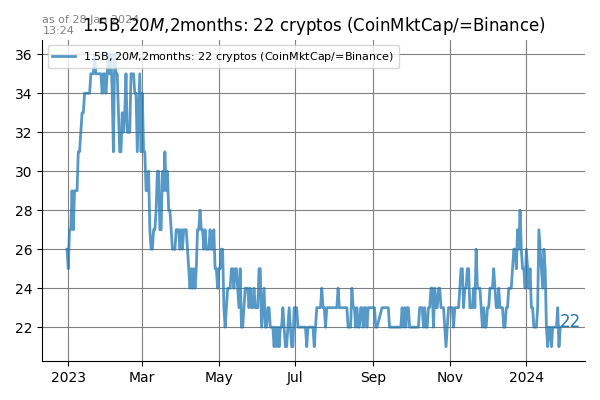 as of 28 Jan 2024
13:24
1.5B, 20M,2months: 22 cryptos (CoinMktCap/=Binance)
1.5B, 20M,2months: 22 cryptos (CoinMktCap/=Binance)
36
34
32
30
28
26
24
22
22
2023 Mar May Jul Sep Nov 2024